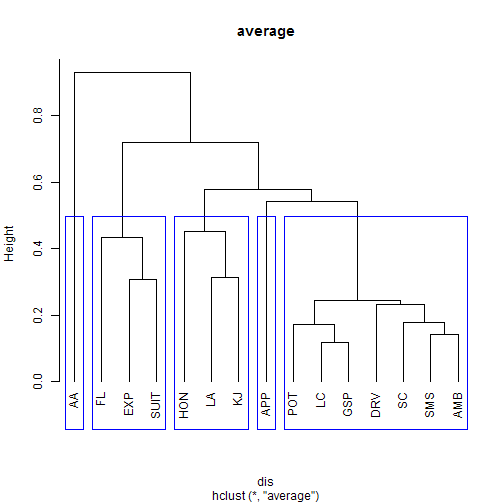 average
Height
0.0 0.2 0.4 0.6 0.8
AA FL EXP SUIT HON LA KJ APP POT LC GSP DRV SC SMS AMB
dis
hclust (*, "average")